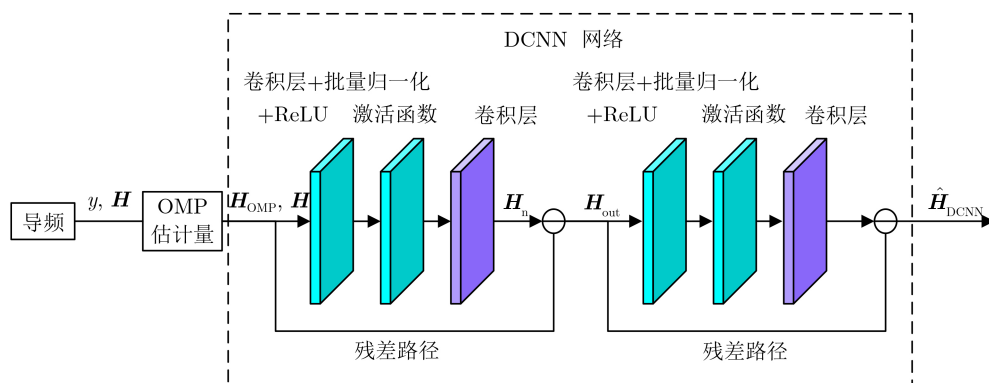 DCNN 网络
卷积层+批量归一化
+ReLU 激活函数
卷积层
卷积层+批量归一化
+ReLU 激活函数
卷积层
导频
y, H
OMP
估计量
H_OMP, H
H_n
H_out
Ĥ_DCNN
残差路径
残差路径